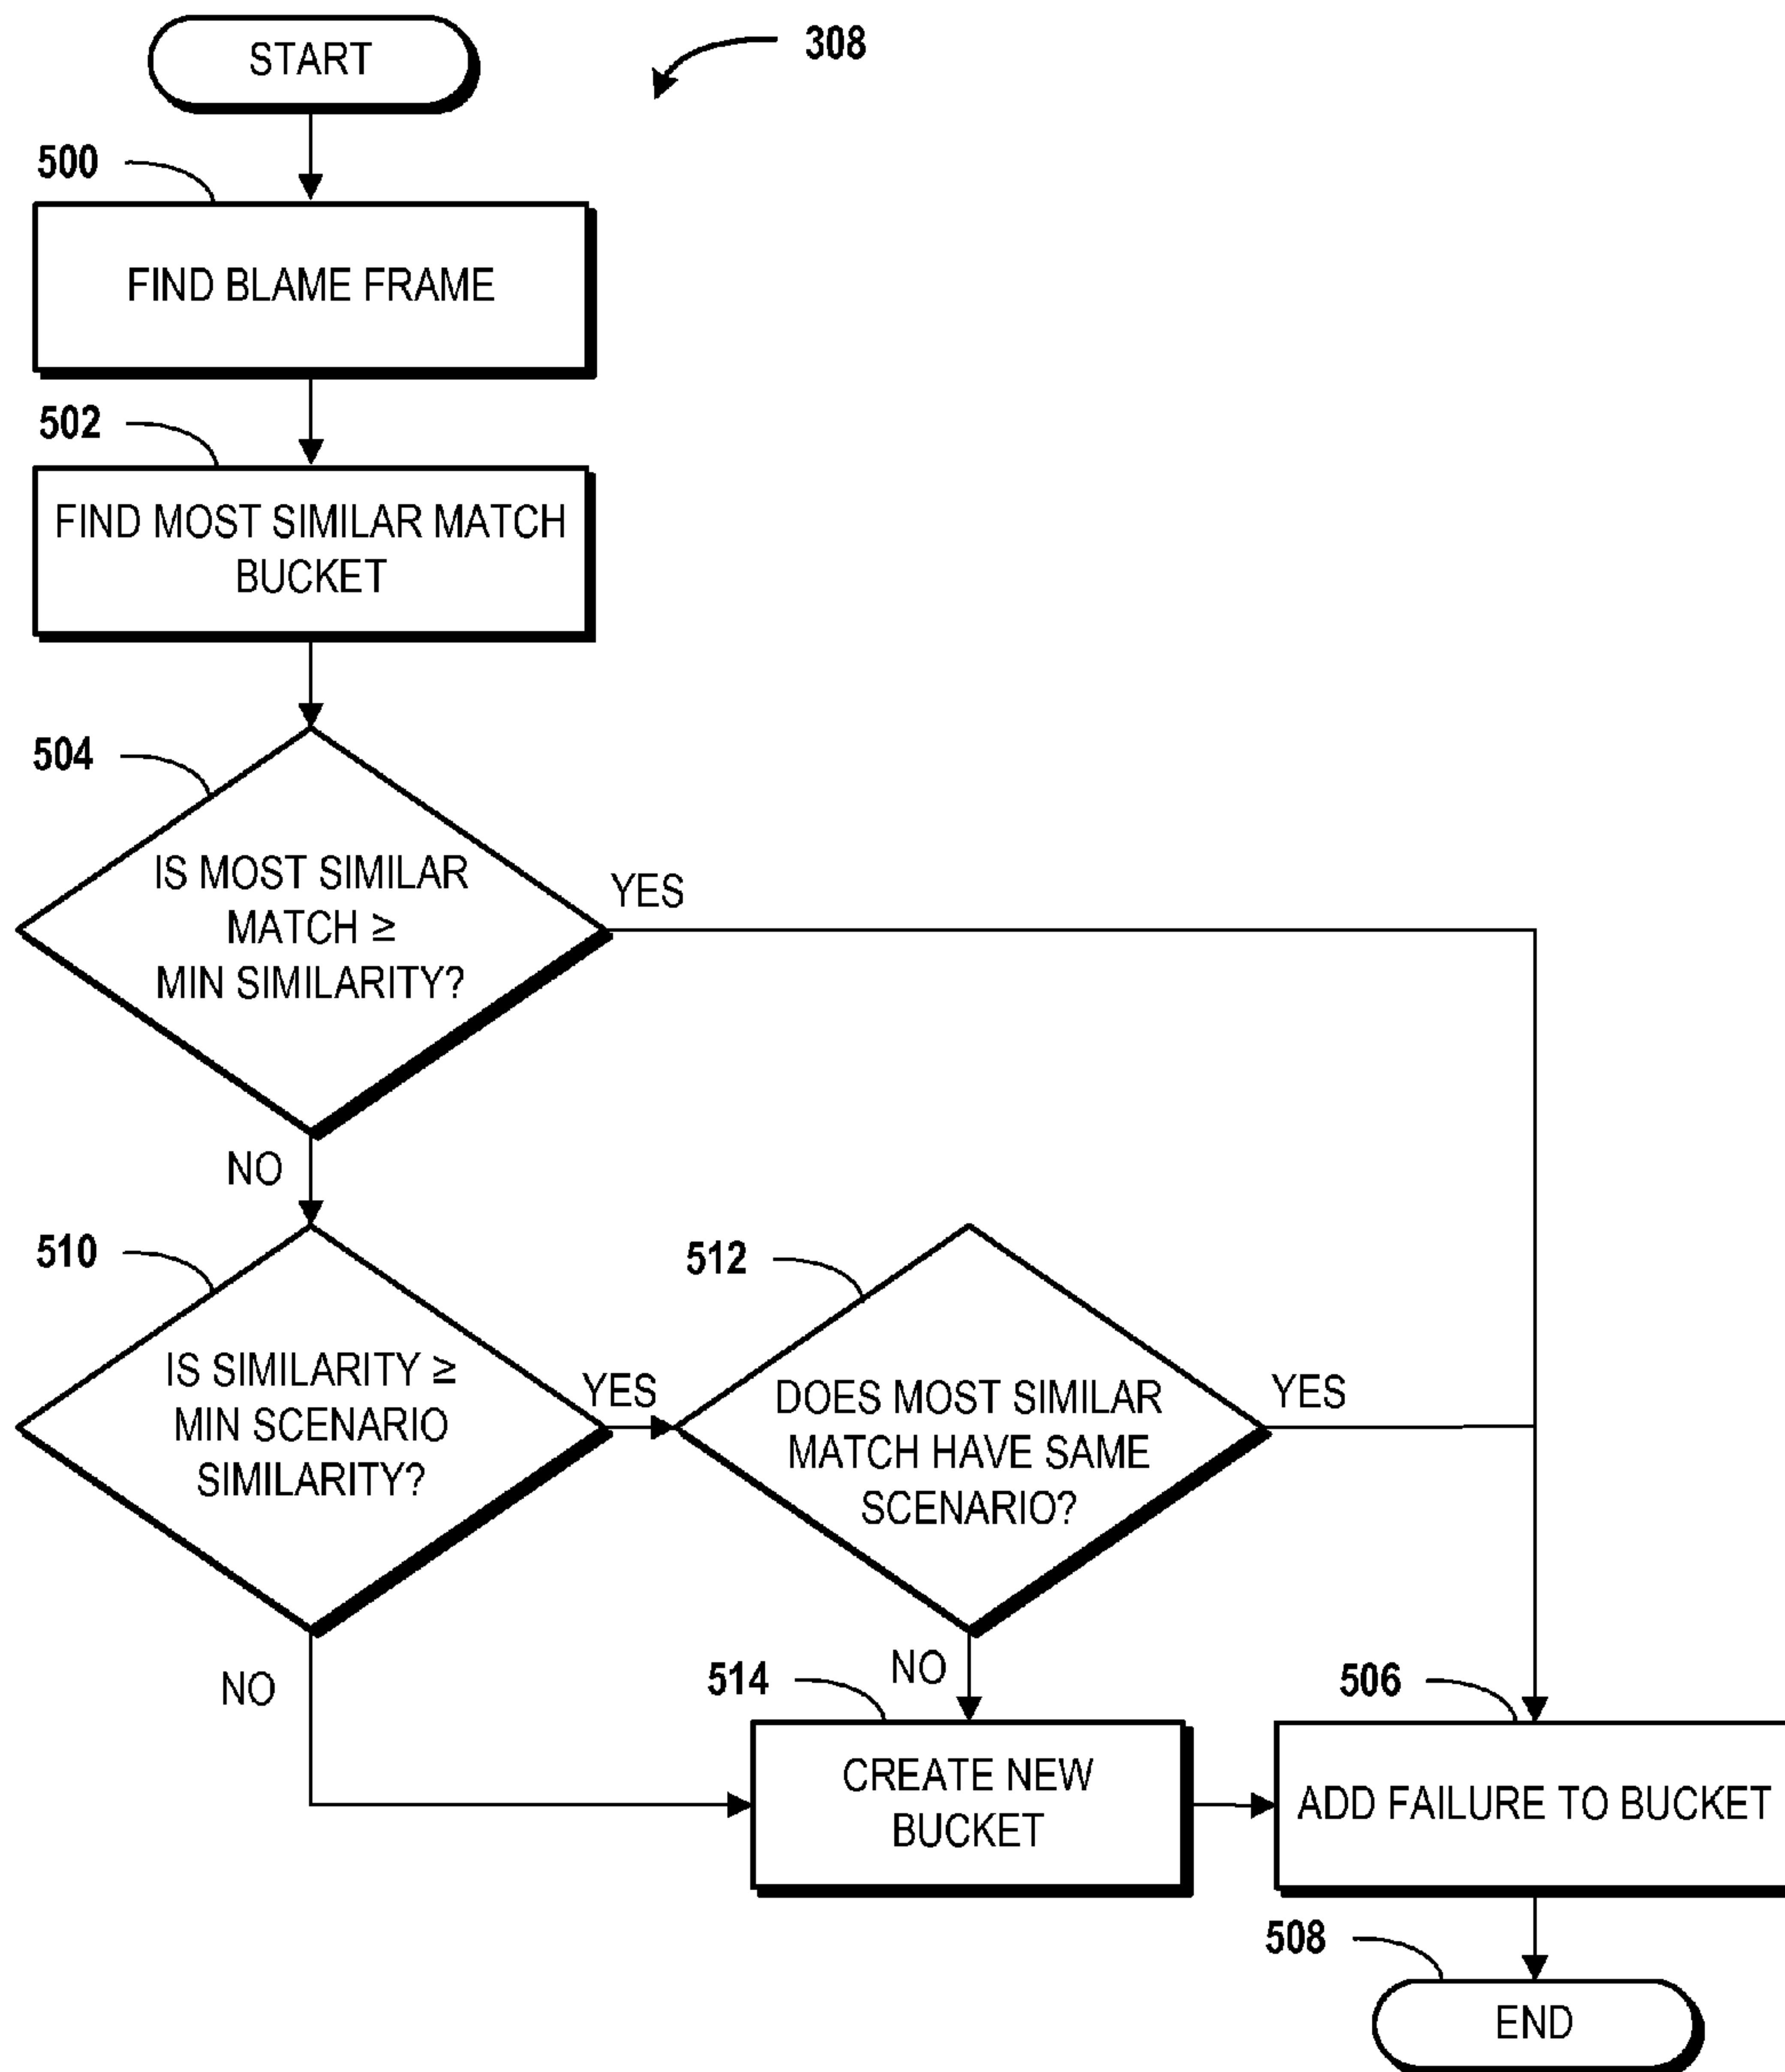 START
308
500
FIND BLAME FRAME
502
FIND MOST SIMILAR MATCH
BUCKET
504
IS MOST SIMILAR
MATCH ≥
MIN SIMILARITY?
YES
NO
510
IS SIMILARITY ≥
MIN SCENARIO
SIMILARITY?
YES
512
DOES MOST SIMILAR
MATCH HAVE SAME
SCENARIO?
YES
NO
NO
514
CREATE NEW
BUCKET
506
ADD FAILURE TO BUCKET
508
END